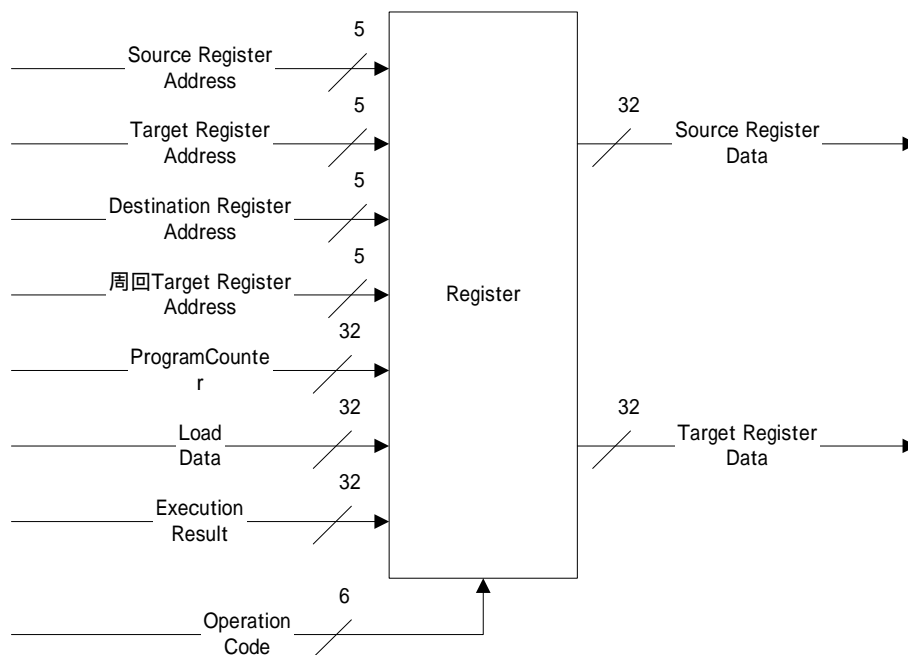 5
Source Register
Address
5
Target Register
Address
5
Destination Register
Address
5
周回Target Register
Address
32
ProgramCounte
r
32
Load
Data
32
Execution
Result
6
Operation
Code
Register
32
Source Register
Data
32
Target Register
Data